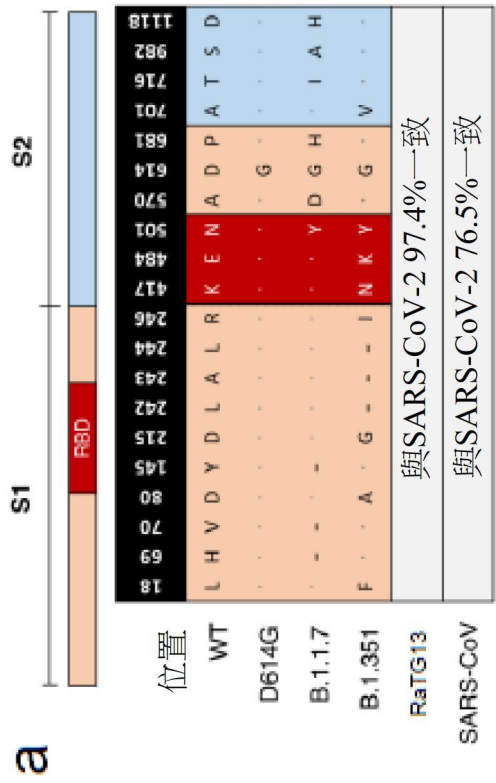 a
S1 S2
RBD
位置 18 69 70 80 145 215 242 243 244 246 417 484 501 570 614 681 701 716 982 1118
WT L H V D Y D L A L R K E N A D P A T S D
D614G · · · · · · · · · · · · · · G · · · · ·
B.1.1.7 · - - · - · · · · · · · Y D G H · I A H
B.1.351 F · · A · G - - - I N K Y · G · V · · ·
RaTG13 與SARS-CoV-2 97.4%一致
SARS-CoV 與SARS-CoV-2 76.5%一致